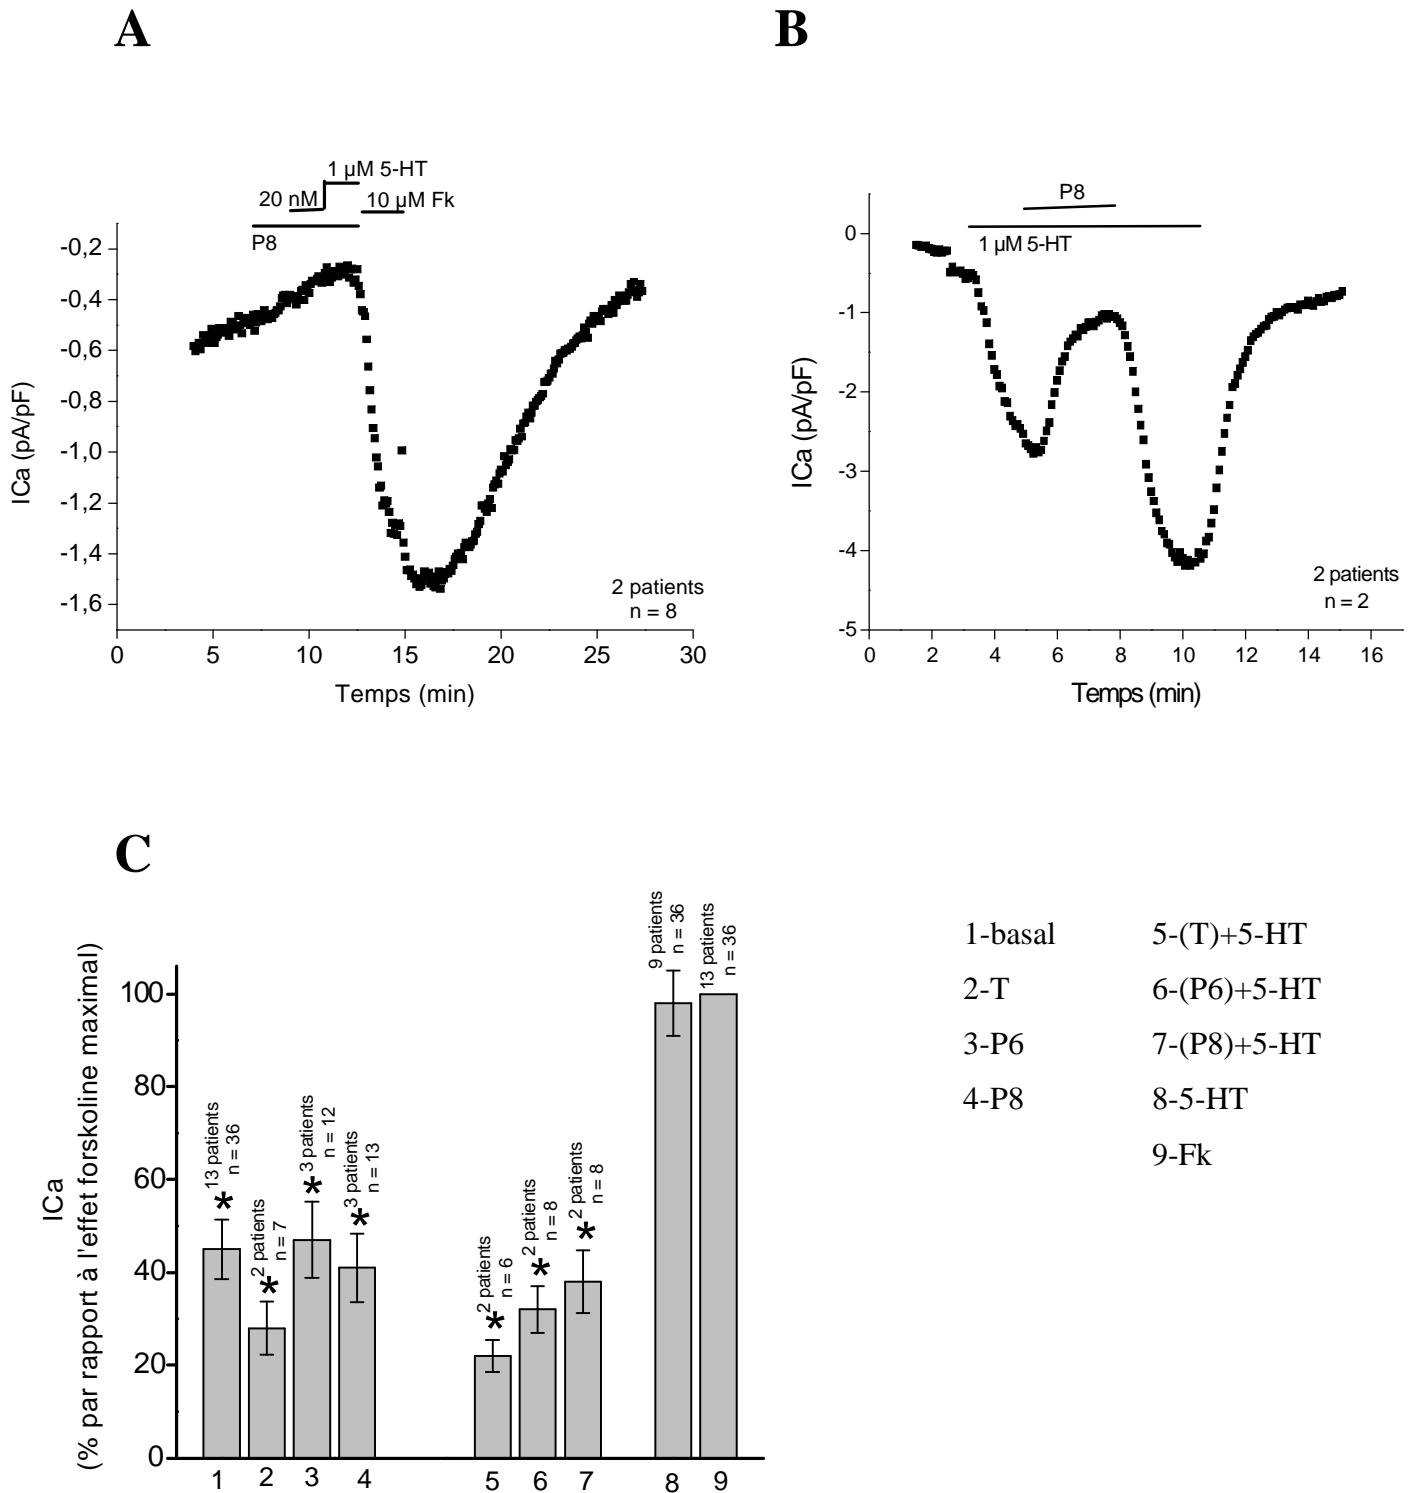 A
1 µM 5-HT
20 nM
10 µM Fk
P8
-0,2
-0,4
-0,6
-0,8
-1,0
-1,2
-1,4
-1,6
ICa (pA/pF)
2 patients
n = 8
0 5 10 15 20 25 30
Temps (min)
B
P8
1 µM 5-HT
0
-1
-2
-3
-4
-5
ICa (pA/pF)
2 patients
n = 2
0 2 4 6 8 10 12 14 16
Temps (min)
C
ICa
(% par rapport à l'effet forskoline maximal)
100
80
60
40
20
0
13 patients
n = 36
*
2 patients
n = 7
*
3 patients
n = 12
*
3 patients
n = 13
*
2 patients
n = 6
*
2 patients
n = 8
*
2 patients
n = 8
*
9 patients
n = 36
13 patients
n = 36
1 2 3 4 5 6 7 8 9
1-basal
2-T
3-P6
4-P8
5-(T)+5-HT
6-(P6)+5-HT
7-(P8)+5-HT
8-5-HT
9-Fk